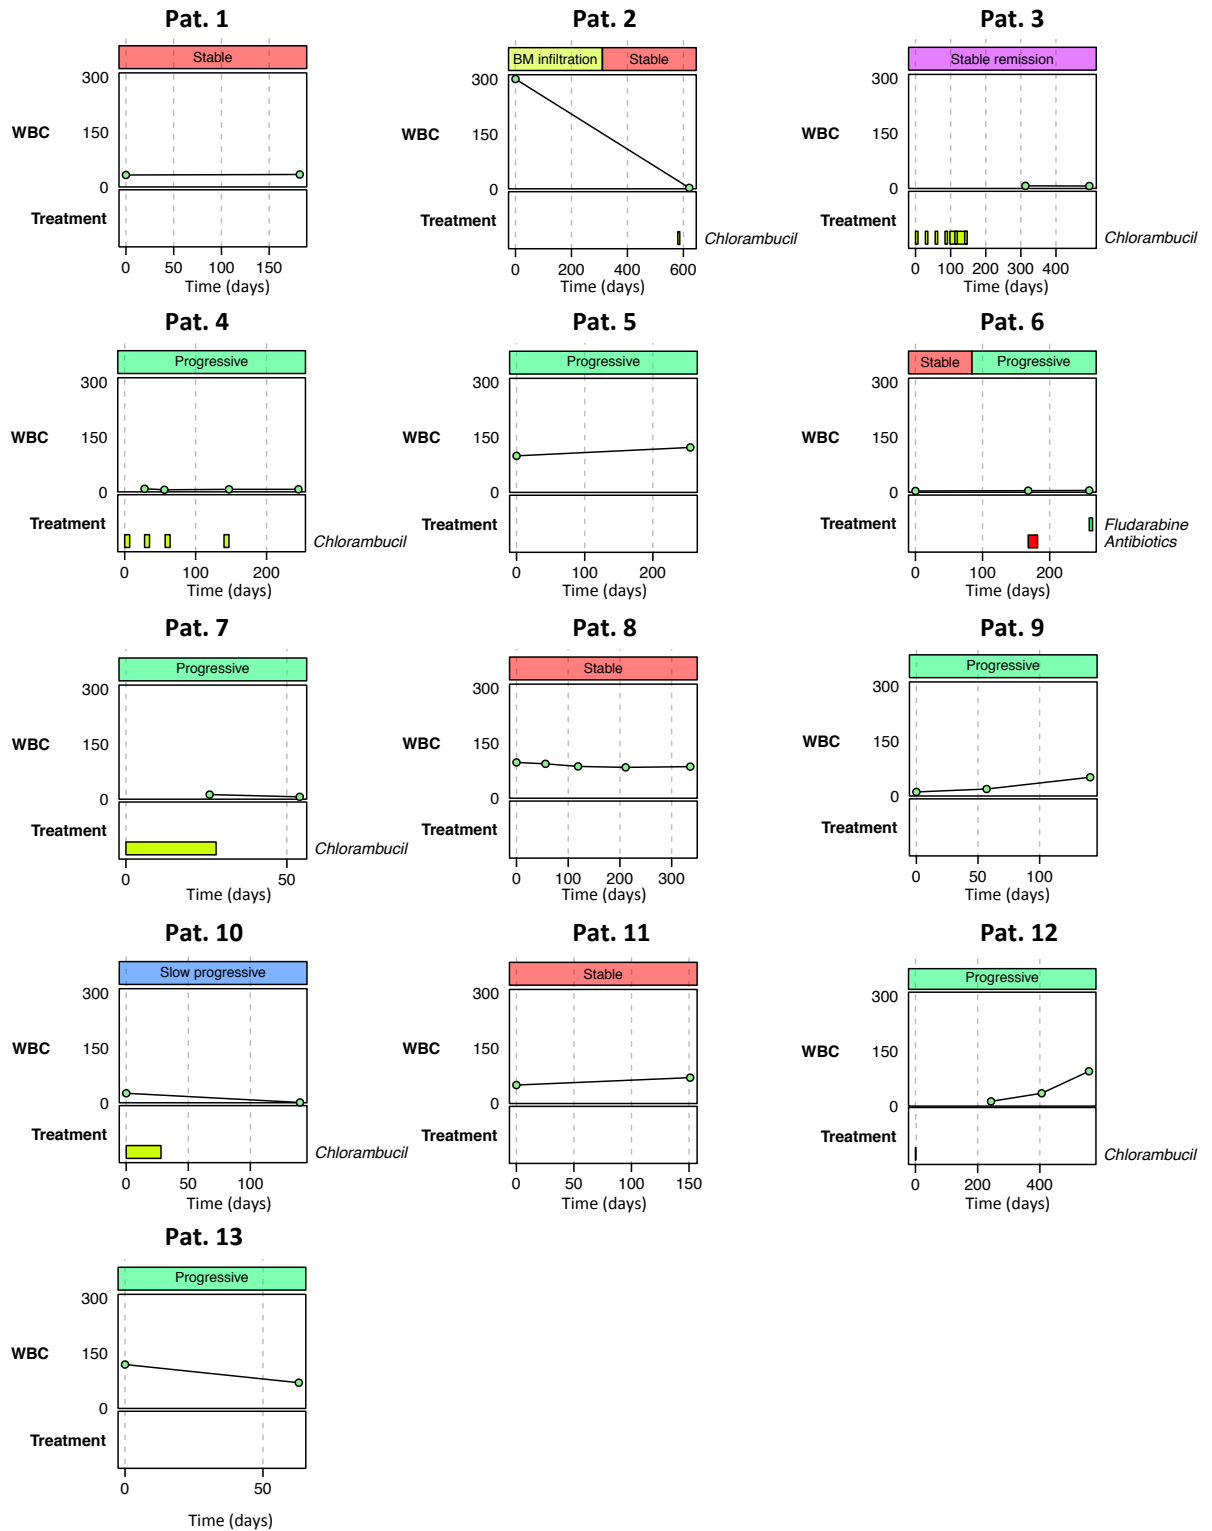 Pat. 1
Stable
300
WBC
150
0
Treatment
0 50 100 150
Time (days)
Pat. 2
BM infiltration Stable
300
WBC
150
0
Treatment
Chlorambucil
0 200 400 600
Time (days)
Pat. 3
Stable remission
300
WBC
150
0
Treatment
Chlorambucil
0 100 200 300 400
Time (days)
Pat. 4
Progressive
300
WBC
150
0
Treatment
Chlorambucil
0 100 200
Time (days)
Pat. 5
Progressive
300
WBC
150
0
Treatment
0 100 200
Time (days)
Pat. 6
Stable Progressive
300
WBC
150
0
Treatment
Fludarabine
Antibiotics
0 100 200
Time (days)
Pat. 7
Progressive
300
WBC
150
0
Treatment
Chlorambucil
0 50
Time (days)
Pat. 8
Stable
300
WBC
150
0
Treatment
0 100 200 300
Time (days)
Pat. 9
Progressive
300
WBC
150
0
Treatment
0 50 100
Time (days)
Pat. 10
Slow progressive
300
WBC
150
0
Treatment
Chlorambucil
0 50 100
Time (days)
Pat. 11
Stable
300
WBC
150
0
Treatment
0 50 100 150
Time (days)
Pat. 12
Progressive
300
WBC
150
0
Treatment
Chlorambucil
0 200 400
Time (days)
Pat. 13
Progressive
300
WBC
150
0
Treatment
0 50
Time (days)